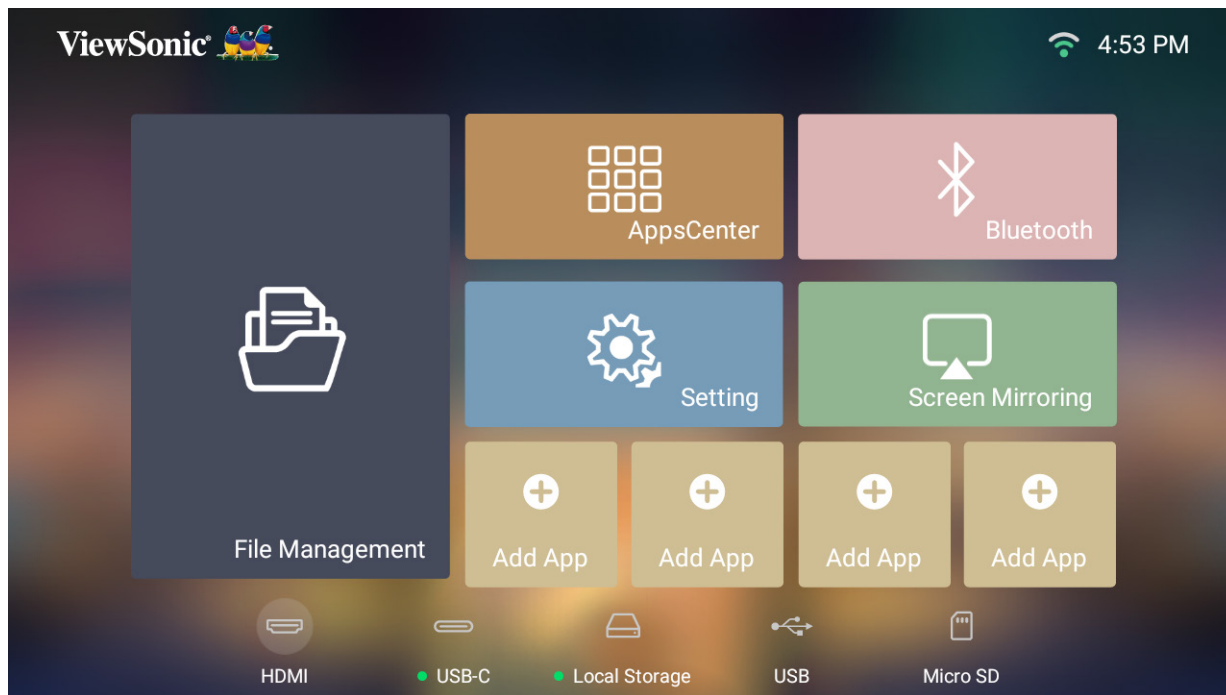 ViewSonic®
4:53 PM
AppsCenter
Bluetooth
Setting
Screen Mirroring
File Management
Add App
Add App
Add App
Add App
HDMI
USB-C
Local Storage
USB
Micro SD